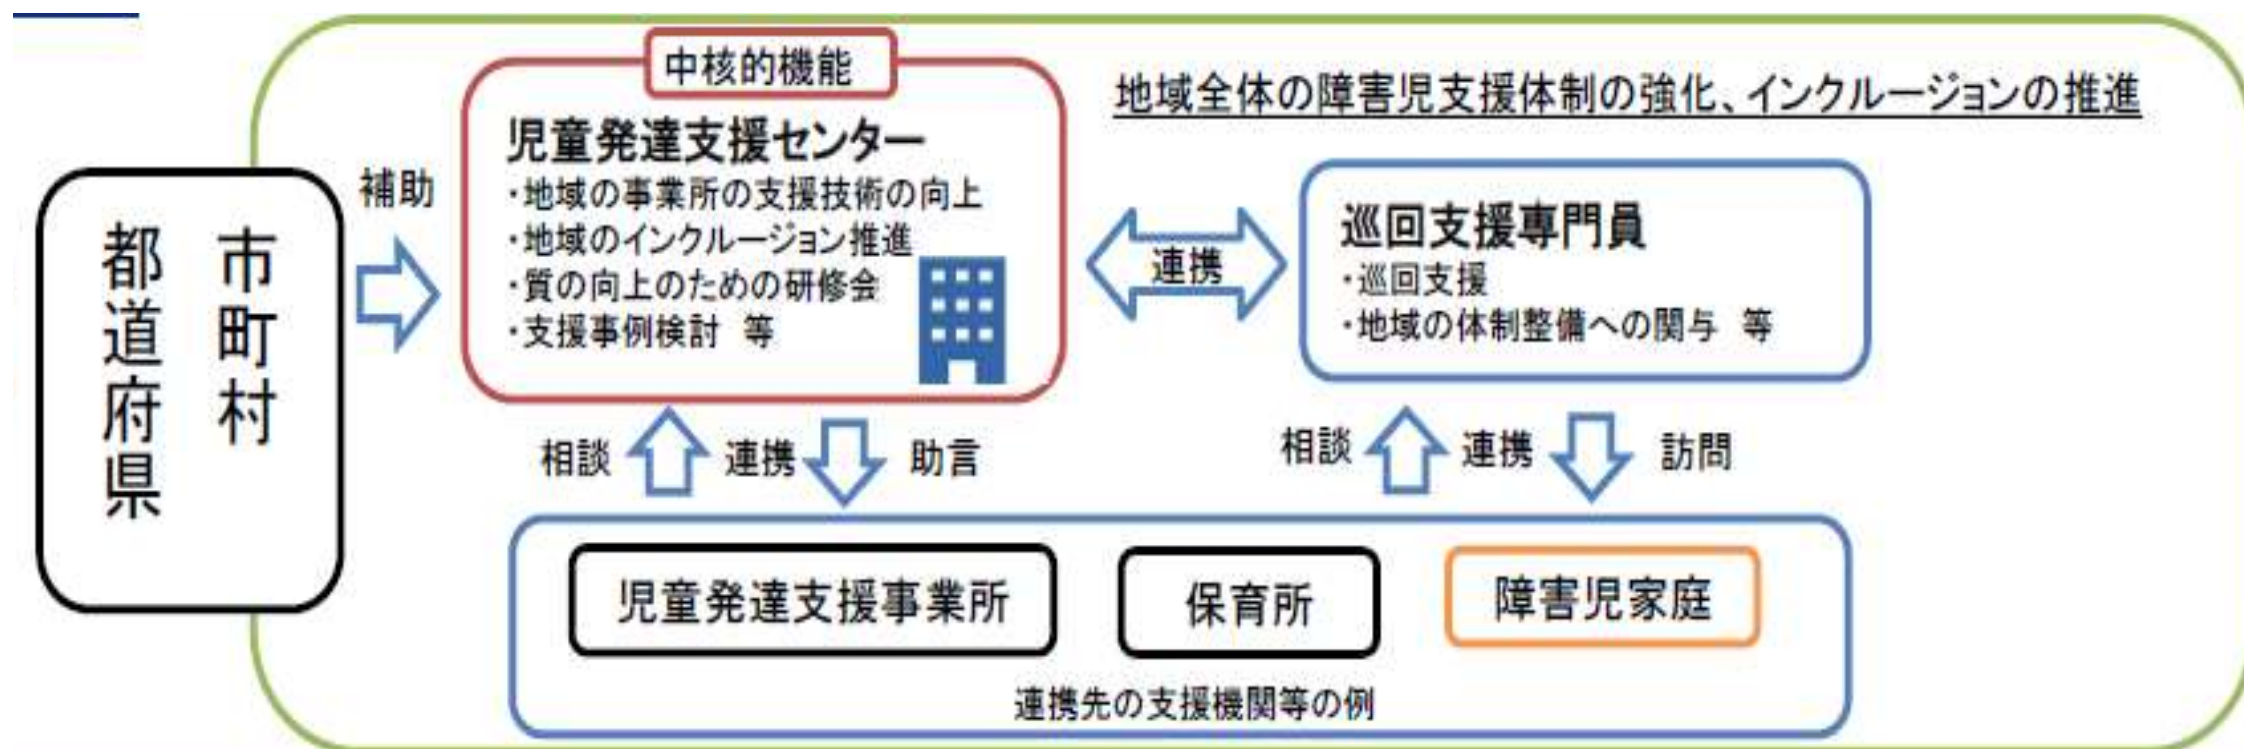 中核的機能
地域全体の障害児支援体制の強化、インクルージョンの推進
児童発達支援センター
・地域の事業所の支援技術の向上
・地域のインクルージョン推進
・質の向上のための研修会
・支援事例検討　等
補助
市町村
都道府県
連携
巡回支援専門員
・巡回支援
・地域の体制整備への関与　等
相談
連携
助言
相談
連携
訪問
児童発達支援事業所
保育所
障害児家庭
連携先の支援機関等の例